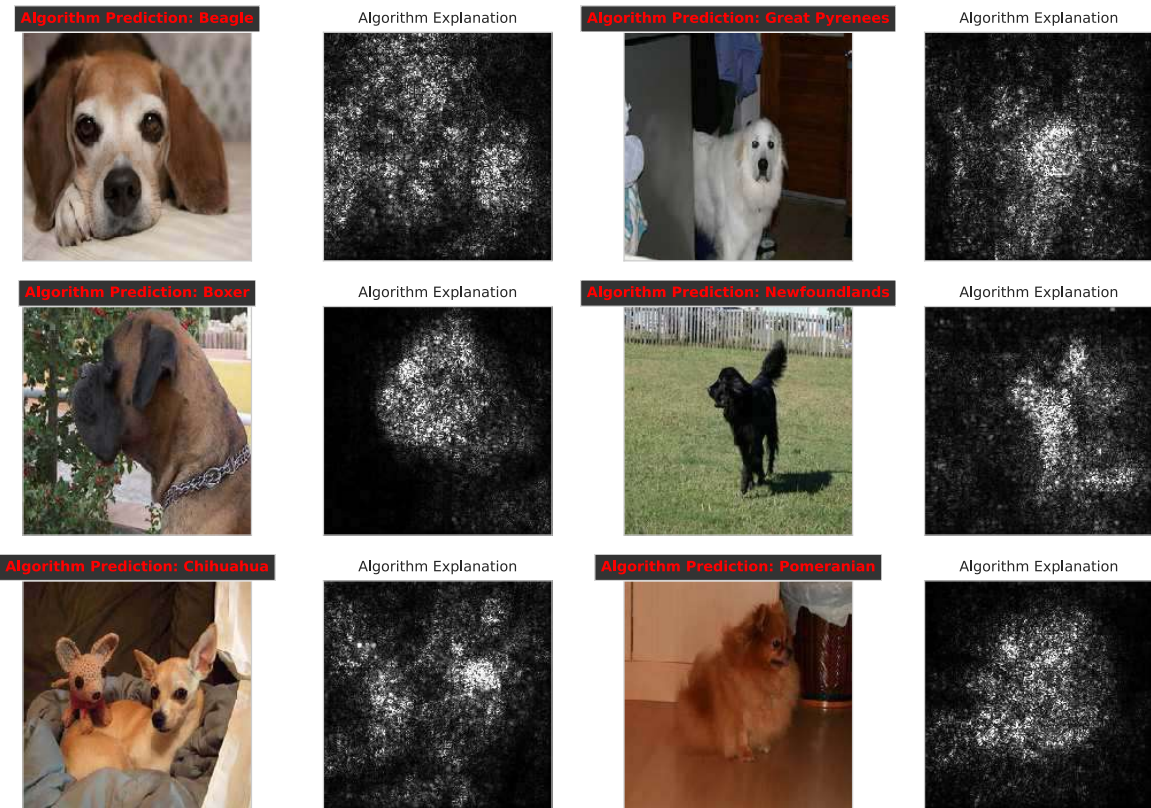 Algorithm Prediction: Beagle
Algorithm Explanation
Algorithm Prediction: Great Pyrenees
Algorithm Explanation
Algorithm Prediction: Boxer
Algorithm Explanation
Algorithm Prediction: Newfoundlands
Algorithm Explanation
Algorithm Prediction: Chihuahua
Algorithm Explanation
Algorithm Prediction: Pomeranian
Algorithm Explanation